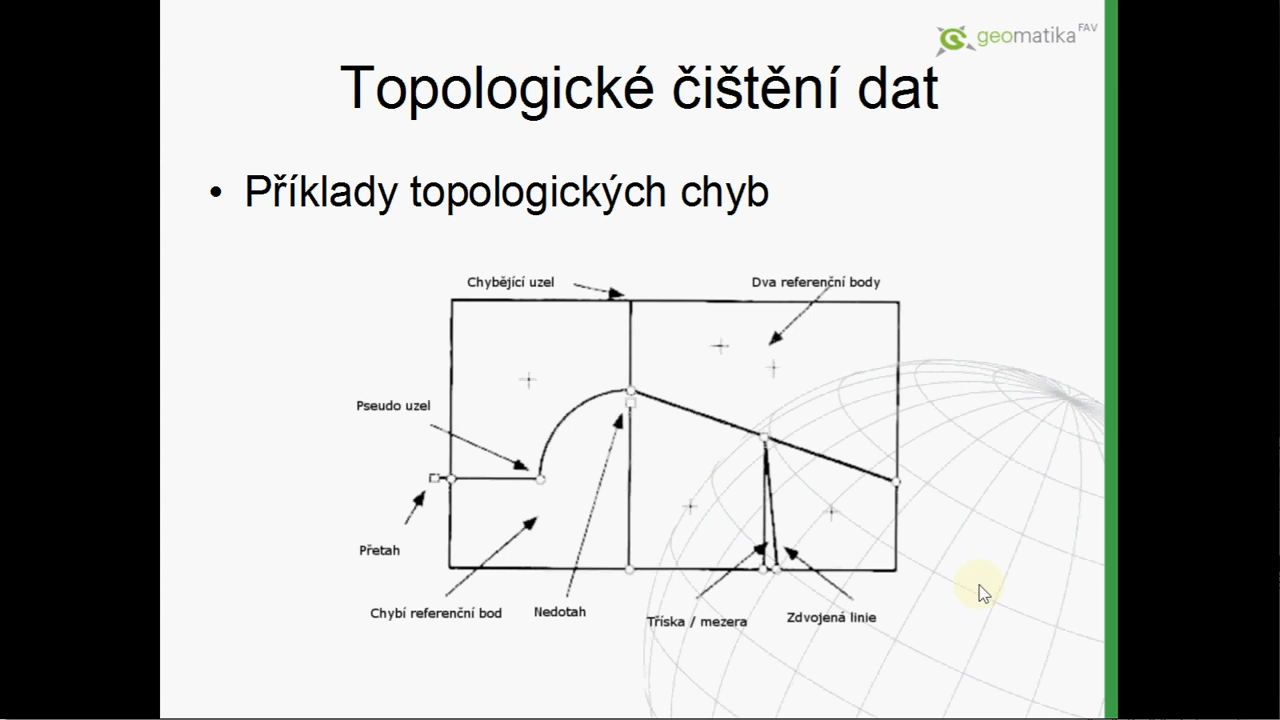 geomatika FAV
Topologické čištění dat
• Příklady topologických chyb
Chybějící uzel
Dva referenční body
Pseudo uzel
Přetah
Chybí referenční bod
Nedotah
Tříska / mezera
Zdvojená linie